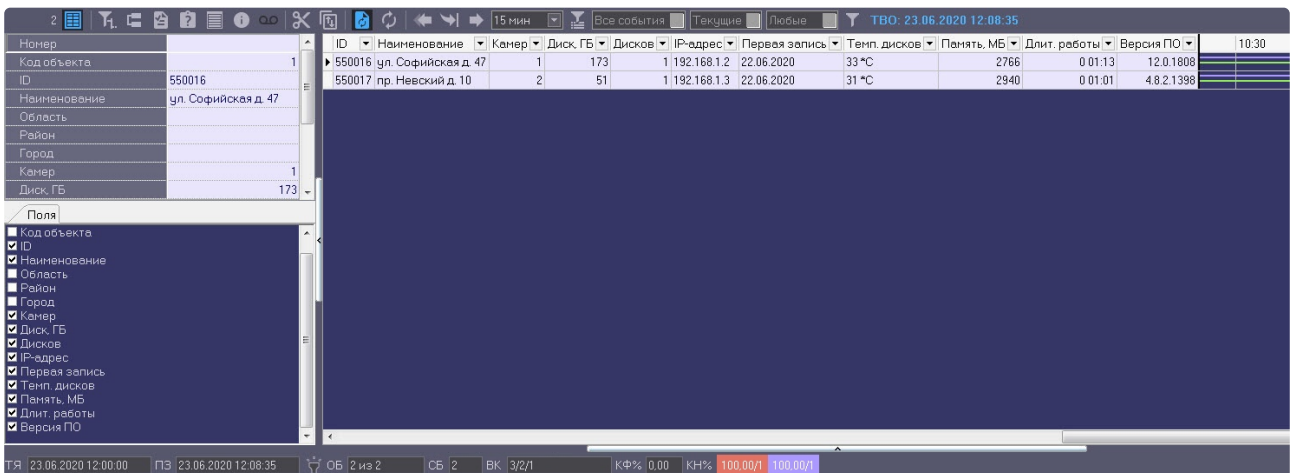 2 1. 15 мин Все события Текущие Любые ТВО: 23.06.2020 12:08:35
Номер
Код объекта 1
ID 550016
Наименование ул. Софийская д. 47
Область
Район
Город
Камер 1
Диск, ГБ 173
ID Наименование Камер Диск, ГБ Дисков IP-адрес Первая запись Темп. дисков Память, МБ Длит. работы Версия ПО 10:30
550016 ул. Софийская д. 47 1 173 1 192.168.1.2 22.06.2020 33 °C 2766 0 01:13 12.0.1808
550017 пр. Невский д. 10 2 51 1 192.168.1.3 22.06.2020 31 °C 2940 0 01:01 4.8.2.1398
Поля
Код объекта
ID
Наименование
Область
Район
Город
Камер
Диск, ГБ
Дисков
IP-адрес
Первая запись
Темп. дисков
Память, МБ
Длит. работы
Версия ПО
ТЯ 23.06.2020 12:00:00 ПЗ 23.06.2020 12:08:35 ОБ 2 из 2 СБ 2 ВК 3/2/1 КФ% 0,00 КН% 100,00/1 100,00/1